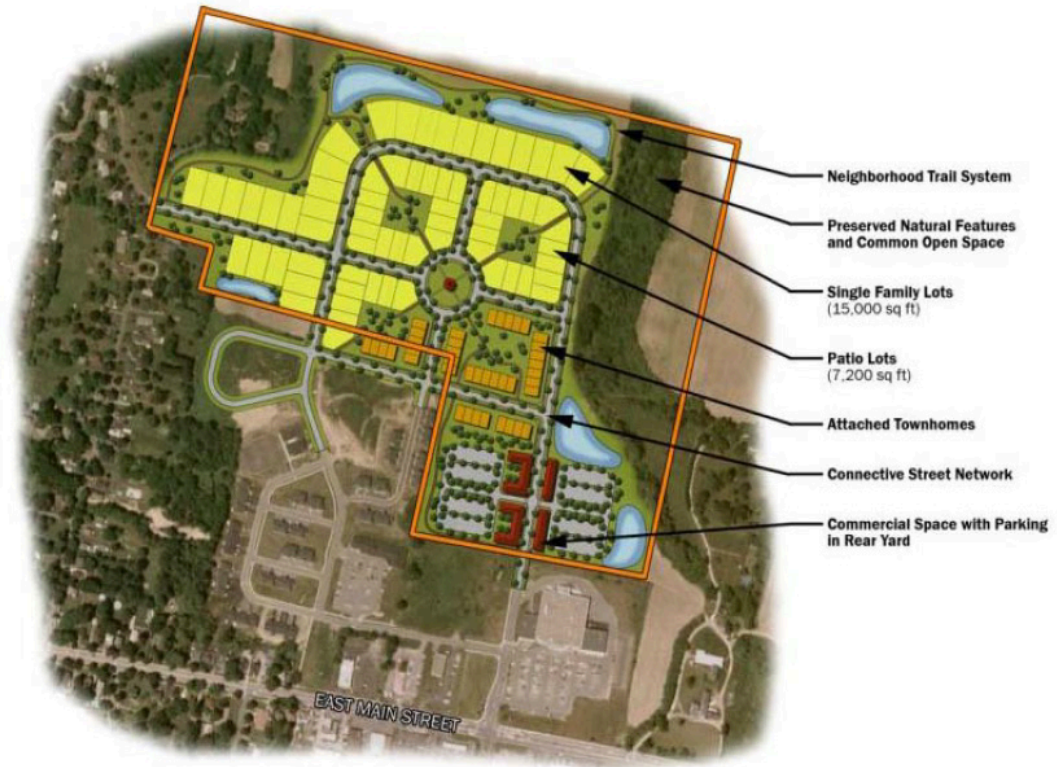 Neighborhood Trail System
Preserved Natural Features
and Common Open Space
Single Family Lots
(15,000 sq ft)
Patio Lots
(7,200 sq ft)
Attached Townhomes
Connective Street Network
Commercial Space with Parking
in Rear Yard
EAST MAIN STREET